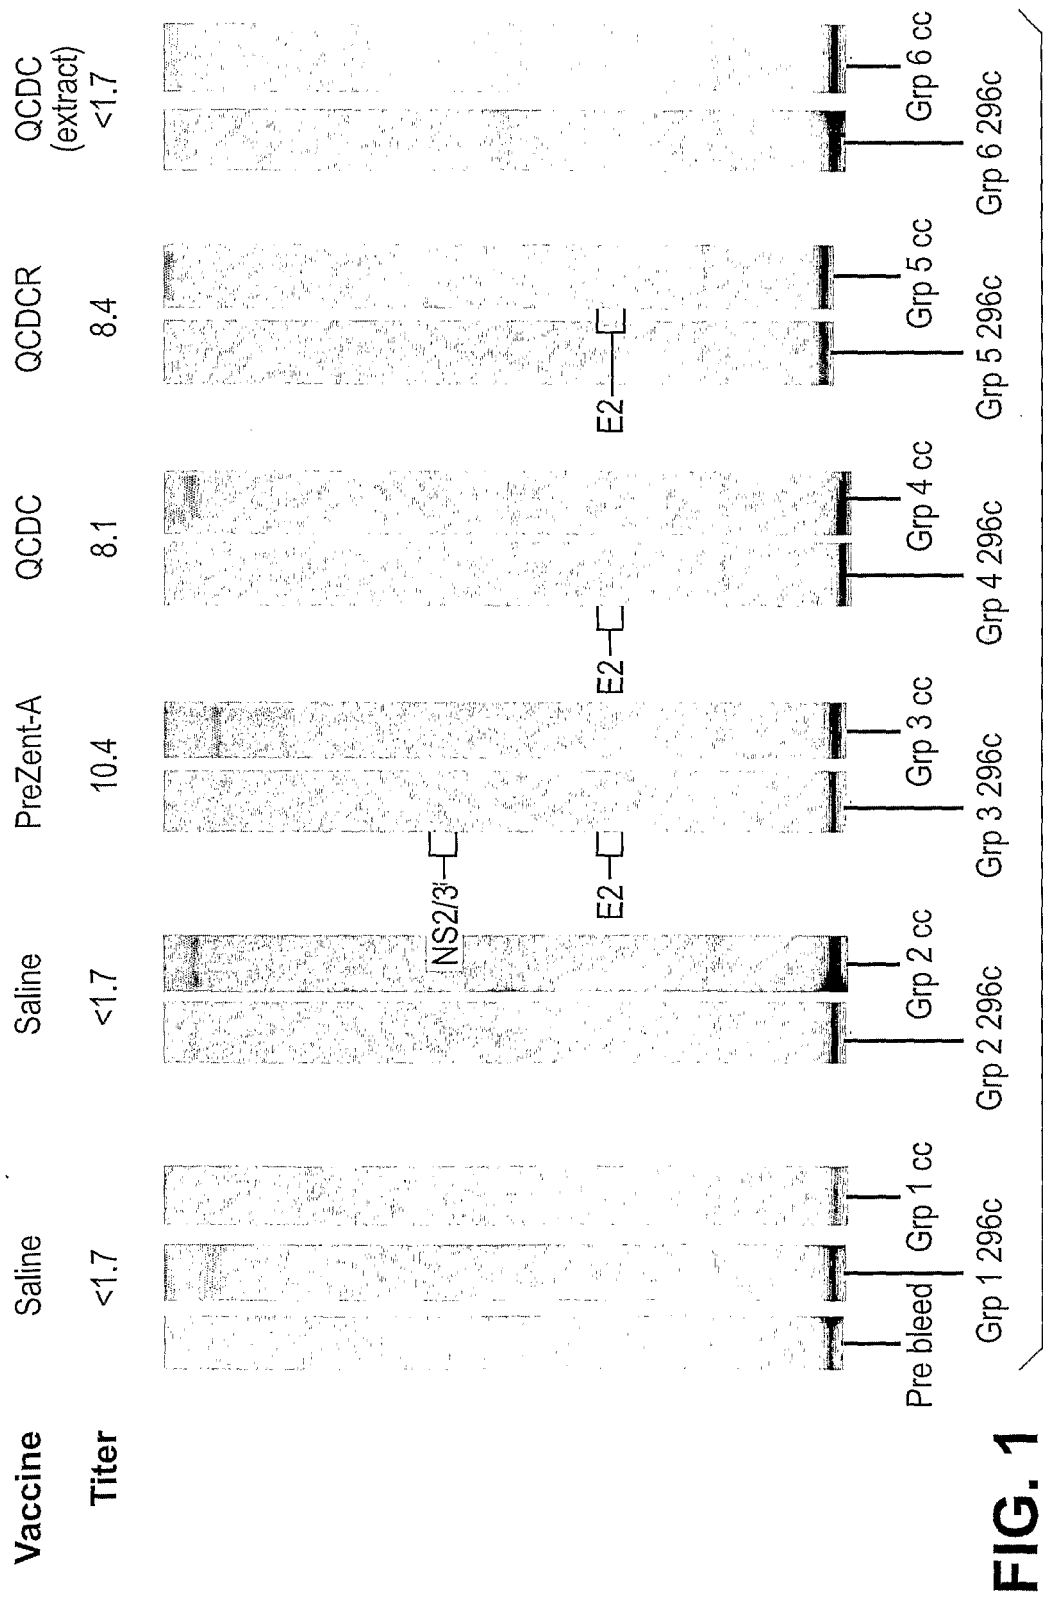 Vaccine Saline Saline PreZent-A QCDC QCDCR QCDC (extract)
Titer <1.7 <1.7 10.4 8.1 8.4 <1.7
NS2/3
E2 E2 E2
Pre bleed Grp 1 cc Grp 2 cc Grp 3 cc Grp 4 cc Grp 5 cc Grp 6 cc
Grp 1 296c Grp 2 296c Grp 3 296c Grp 4 296c Grp 5 296c Grp 6 296c
FIG. 1